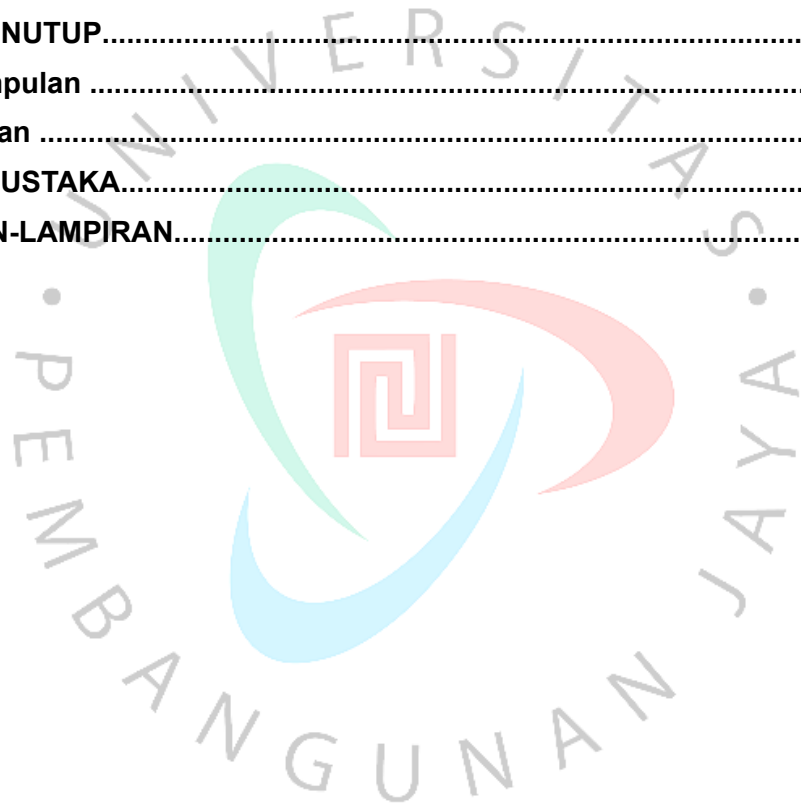 NUTUP....................................................................................
npulan ....................................................................................
an ....................................................................................
USTAKA....................................................................................
N-LAMPIRAN....................................................................................
• UNIVERSITAS •
PEMBANGUNAN JAYA